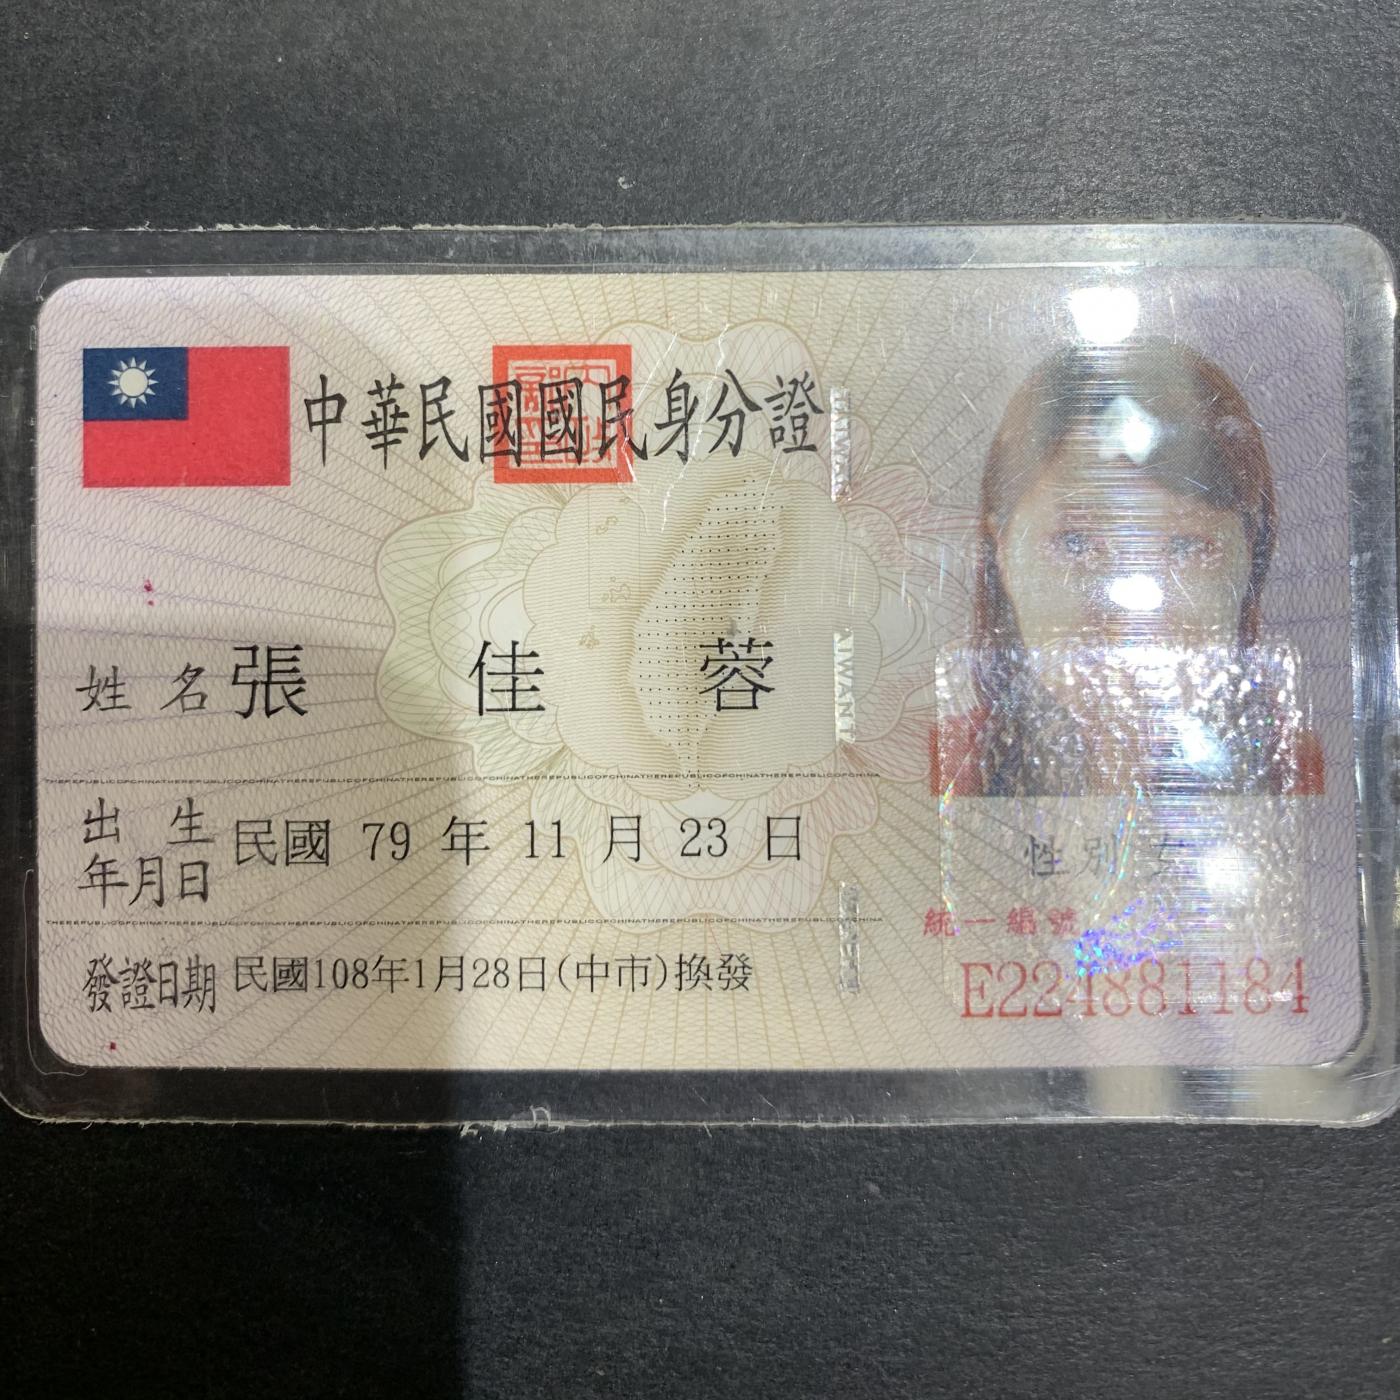 中華民國國民身分證
姓名 張佳蓉
出生年月日 民國 79 年 11 月 23 日
發證日期 民國108年1月28日(中市)換發
性別 女
統一編號
E224881184